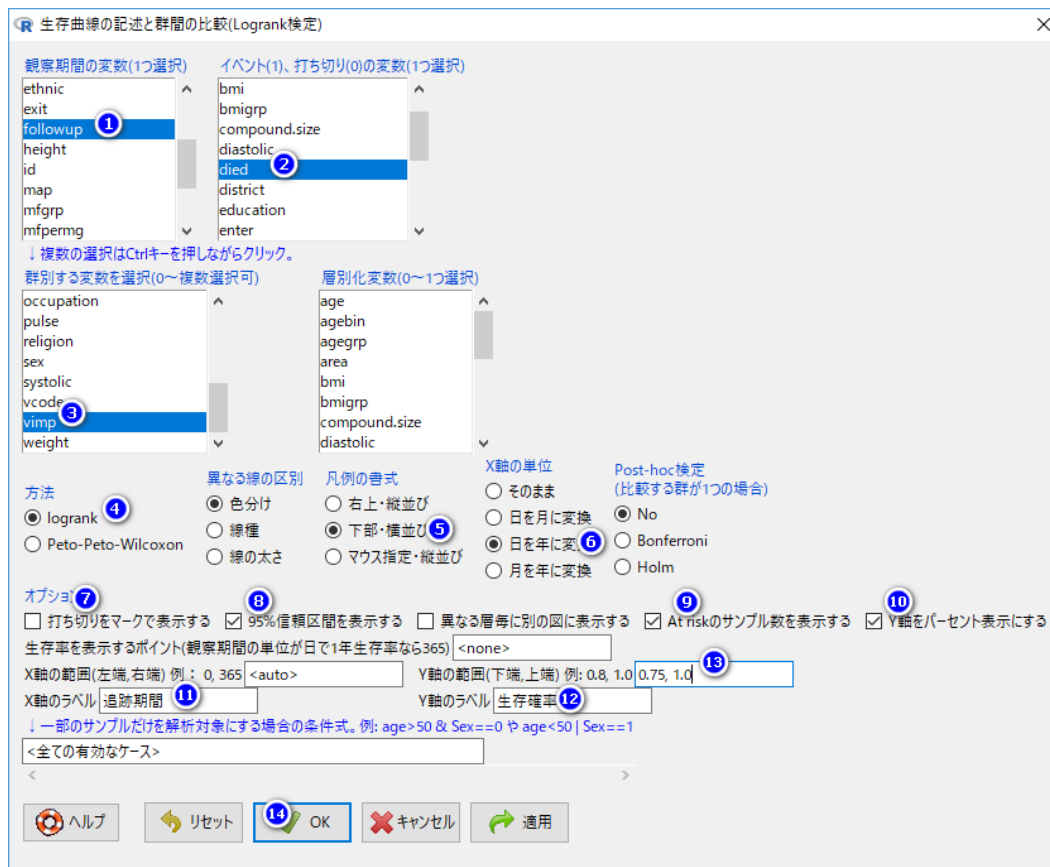 生存曲線の記述と群間の比較(Logrank検定)
観察期間の変数(1つ選択) イベント(1)、打ち切り(0)の変数(1つ選択)
ethnic bmi
exit bmigrp
followup 1 compound.size
height diastolic
id died 2
map district
mfgrp education
mfpermg enter
↓複数の選択はCtrlキーを押しながらクリック。
群別する変数を選択(0～複数選択可) 層別化変数(0～1つ選択)
occupation age
pulse agebin
religion agegrp
sex area
systolic bmi
vcode bmigrp
vimp 3 compound.size
weight diastolic
方法 異なる線の区別 凡例の書式 X軸の単位 Post-hoc検定
(比較する群が1つの場合)
logrank 4 色分け 右上・縦並び そのまま No
Peto-Peto-Wilcoxon 線種 下部・横並び 5 日を月に変換 Bonferroni
線の太さ マウス指定・縦並び 日を年に変 6 Holm
月を年に変換
オプション 7 8 9 10
打ち切りをマークで表示する 95%信頼区間を表示する 異なる層毎に別の図に表示する At riskのサンプル数を表示する Y軸をパーセント表示にする
生存率を表示するポイント(観察期間の単位が日で1年生存率なら365) <none>
X軸の範囲(左端,右端) 例： 0, 365 <auto> Y軸の範囲(下端,上端) 例: 0.8, 1.0 0.75, 1.0 13
X軸のラベル 追跡期間 11 Y軸のラベル 生存確率 12
↓一部のサンプルだけを解析対象にする場合の条件式。例: age>50 & Sex==0 や age<50 | Sex==1
<全ての有効なケース>
ヘルプ リセット 14 OK キャンセル 適用